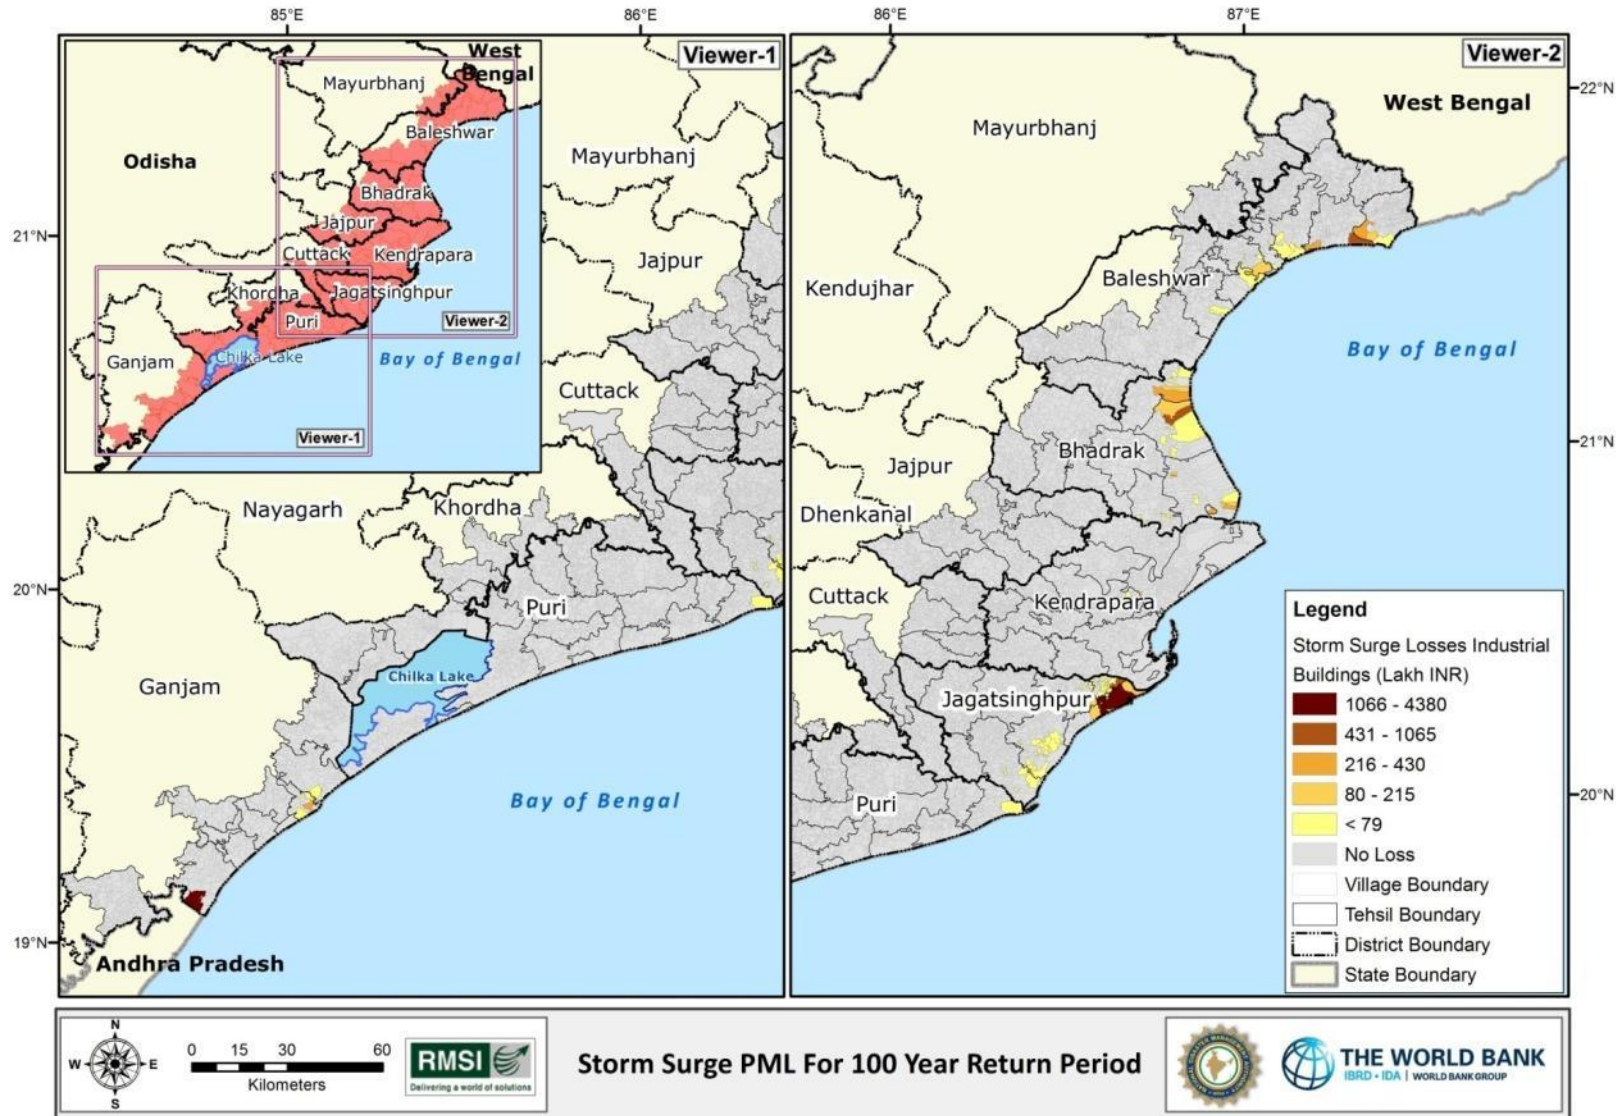 85°E
86°E
86°E
87°E
21°N
20°N
19°N
22°N
21°N
20°N
Viewer-1
West
Bengal
Mayurbhanj
Baleshwar
Odisha
Bhadrak
Jajpur
Cuttack
Kendrapara
Khordha
Jagatsinghpur
Puri
Viewer-2
Ganjam
Chilka Lake
Bay of Bengal
Viewer-1
Mayurbhanj
Jajpur
Cuttack
Nayagarh
Khordha
Puri
Chilka Lake
Ganjam
Bay of Bengal
Andhra Pradesh
Viewer-2
West Bengal
Mayurbhanj
Baleshwar
Kendujhar
Bay of Bengal
Bhadrak
Jajpur
Dhenkanal
Cuttack
Kendrapara
Jagatsinghpur
Puri
Legend
Storm Surge Losses Industrial
Buildings (Lakh INR)
1066 - 4380
431 - 1065
216 - 430
80 - 215
< 79
No Loss
Village Boundary
Tehsil Boundary
District Boundary
State Boundary
N
W
E
S
0 15 30 60
Kilometers
RMSI
Delivering a world of solutions
Storm Surge PML For 100 Year Return Period
THE WORLD BANK
IBRD • IDA | WORLD BANK GROUP